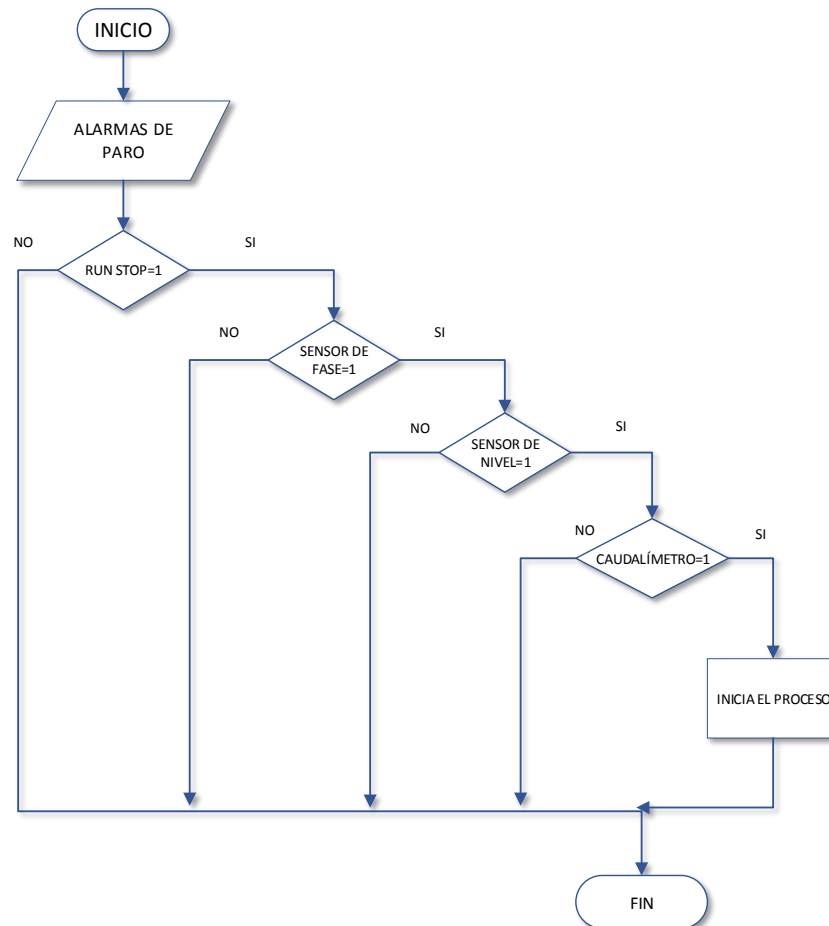 INICIO
ALARMAS DE
PARO
NO
SI
RUN STOP=1
NO
SI
SENSOR DE
FASE=1
NO
SI
SENSOR DE
NIVEL=1
NO
SI
CAUDALÍMETRO=1
INICIA EL PROCESO
FIN